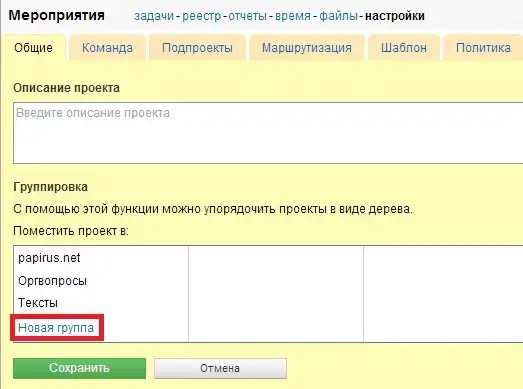 Мероприятия задачи - реестр - отчеты - время - файлы - настройки
Общие Команда Подпроекты Маршрутизация Шаблон Политика
Описание проекта
Введите описание проекта
Группировка
С помощью этой функции можно упорядочить проекты в виде дерева.
Поместить проект в:
papirus.net
Оргвопросы
Тексты
Новая группа
Сохранить Отмена